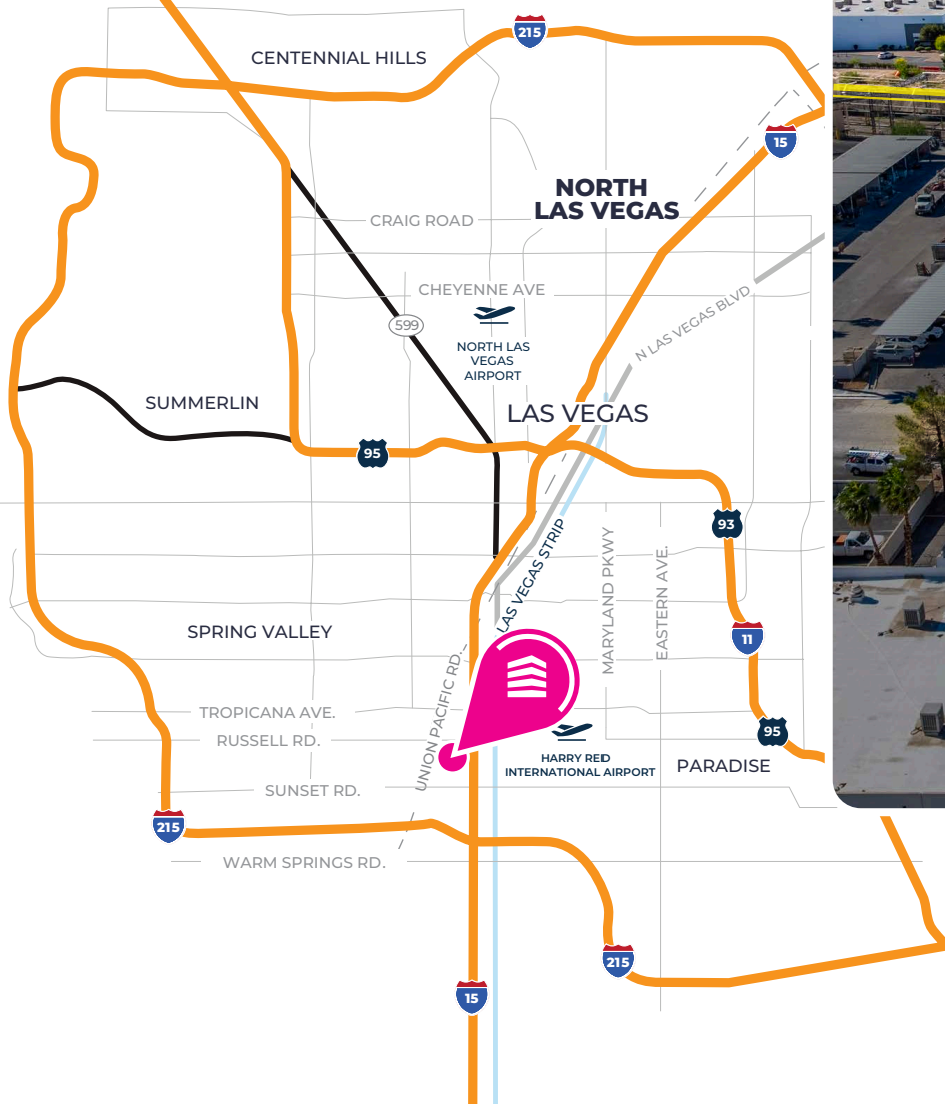 215
CENTENNIAL HILLS
15
NORTH
LAS VEGAS
CRAIG ROAD
CHEYENNE AVE
599
NORTH LAS
VEGAS
AIRPORT
N LAS VEGAS BLVD
SUMMERLIN
LAS VEGAS
95
93
LAS VEGAS STRIP
MARYLAND PKWY
EASTERN AVE.
SPRING VALLEY
11
UNION PACIFIC RD.
TROPICANA AVE.
RUSSELL RD.
95
HARRY REID
INTERNATIONAL AIRPORT
PARADISE
SUNSET RD.
215
WARM SPRINGS RD.
215
15